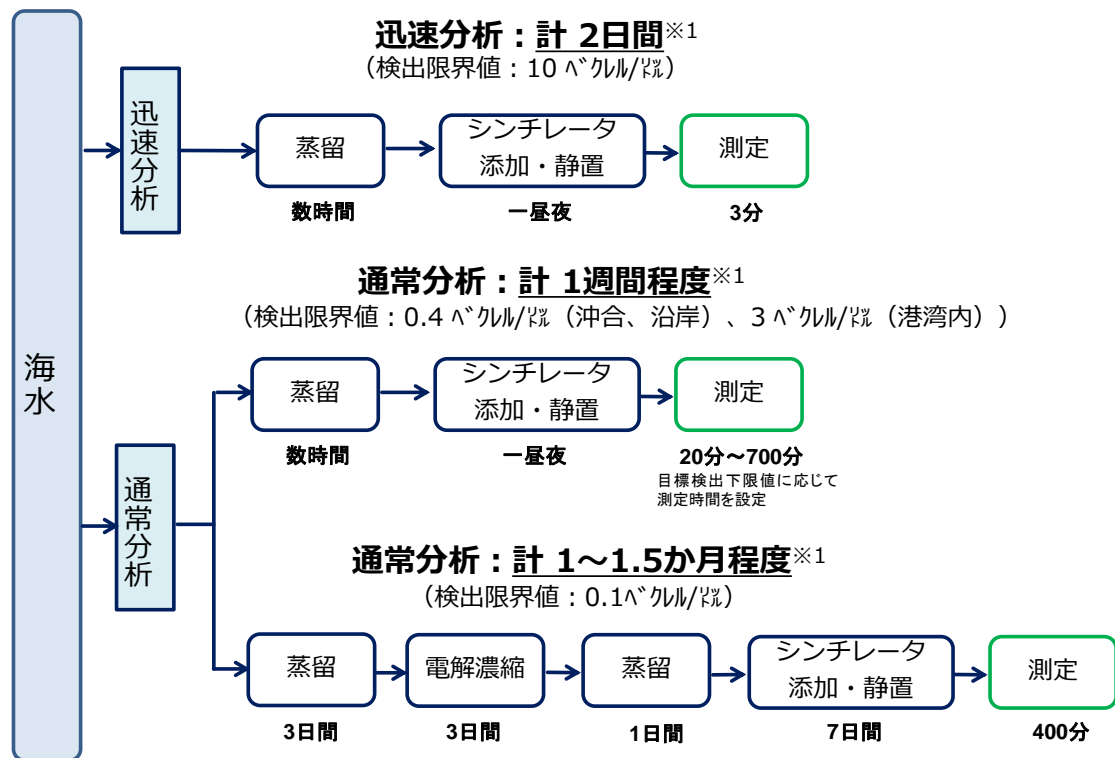 海水
迅速分析：計 2日間※1
（検出限界値：10 ﾍﾞｸﾚﾙ/㍑）
迅速分析
蒸留
シンチレータ
添加・静置
測定
数時間
一昼夜
3分
通常分析：計 1週間程度※1
（検出限界値：0.4 ﾍﾞｸﾚﾙ/㍑（沖合、沿岸）、3 ﾍﾞｸﾚﾙ/㍑（港湾内））
通常分析
蒸留
シンチレータ
添加・静置
測定
数時間
一昼夜
20分～700分
目標検出下限値に応じて
測定時間を設定
通常分析：計 1～1.5か月程度※1
（検出限界値：0.1ﾍﾞｸﾚﾙ/㍑）
蒸留
電解濃縮
蒸留
シンチレータ
添加・静置
測定
3日間
3日間
1日間
7日間
400分